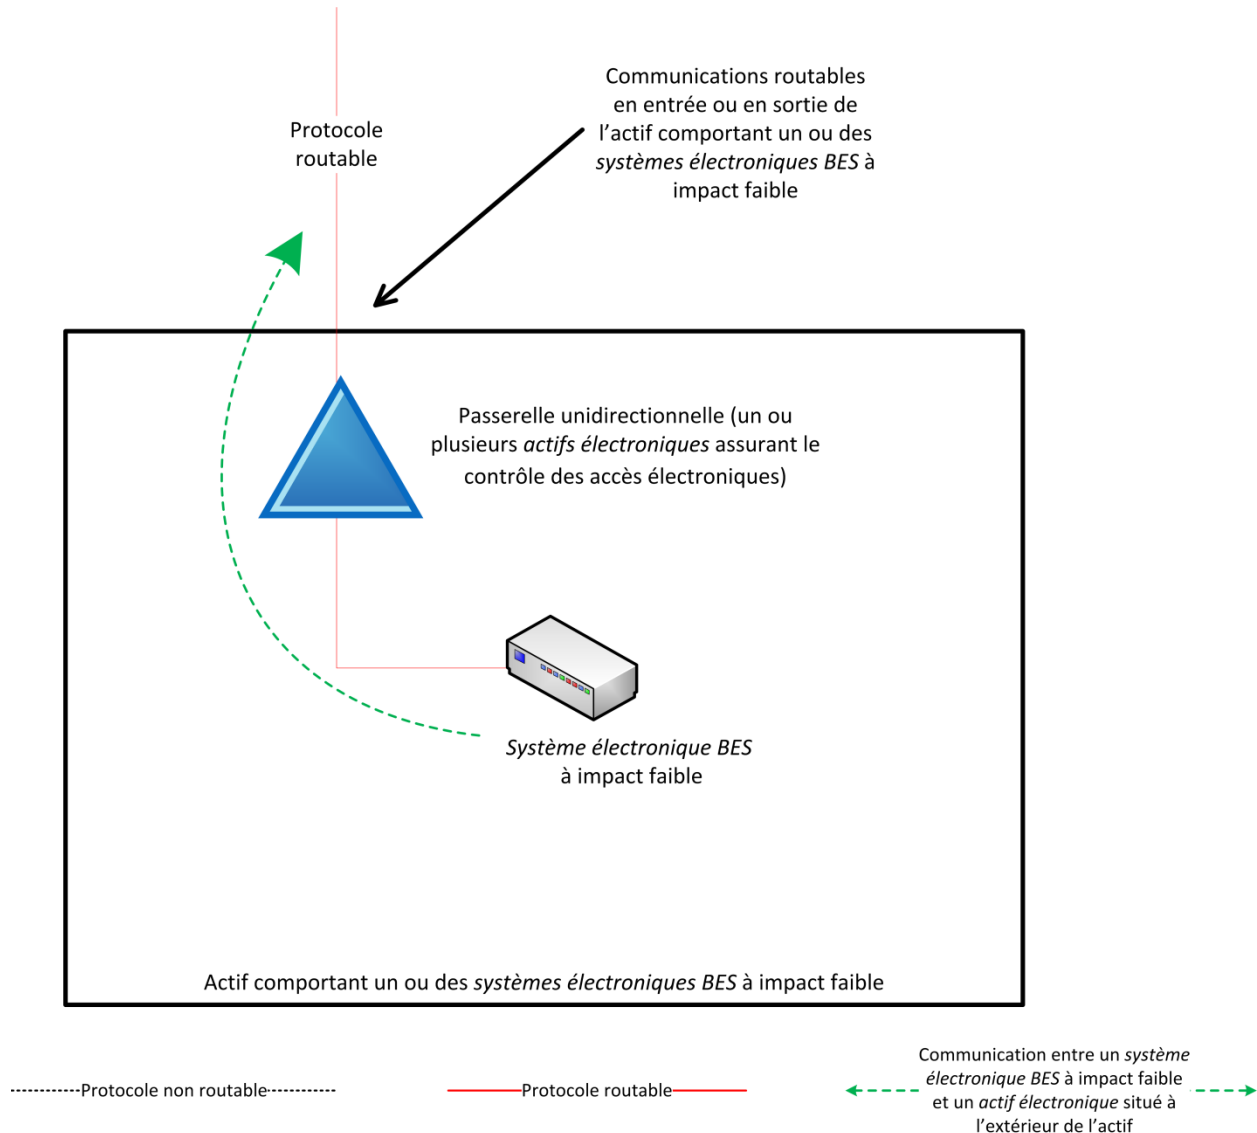 Protocole
routable
Communications routables
en entrée ou en sortie de
l'actif comportant un ou des
systèmes électroniques BES à
impact faible
Passerelle unidirectionnelle (un ou
plusieurs actifs électroniques assurant le
contrôle des accès électroniques)
Système électronique BES
à impact faible
Actif comportant un ou des systèmes électroniques BES à impact faible
Protocole non routable
Protocole routable
Communication entre un système
électronique BES à impact faible
et un actif électronique situé à
l'extérieur de l'actif